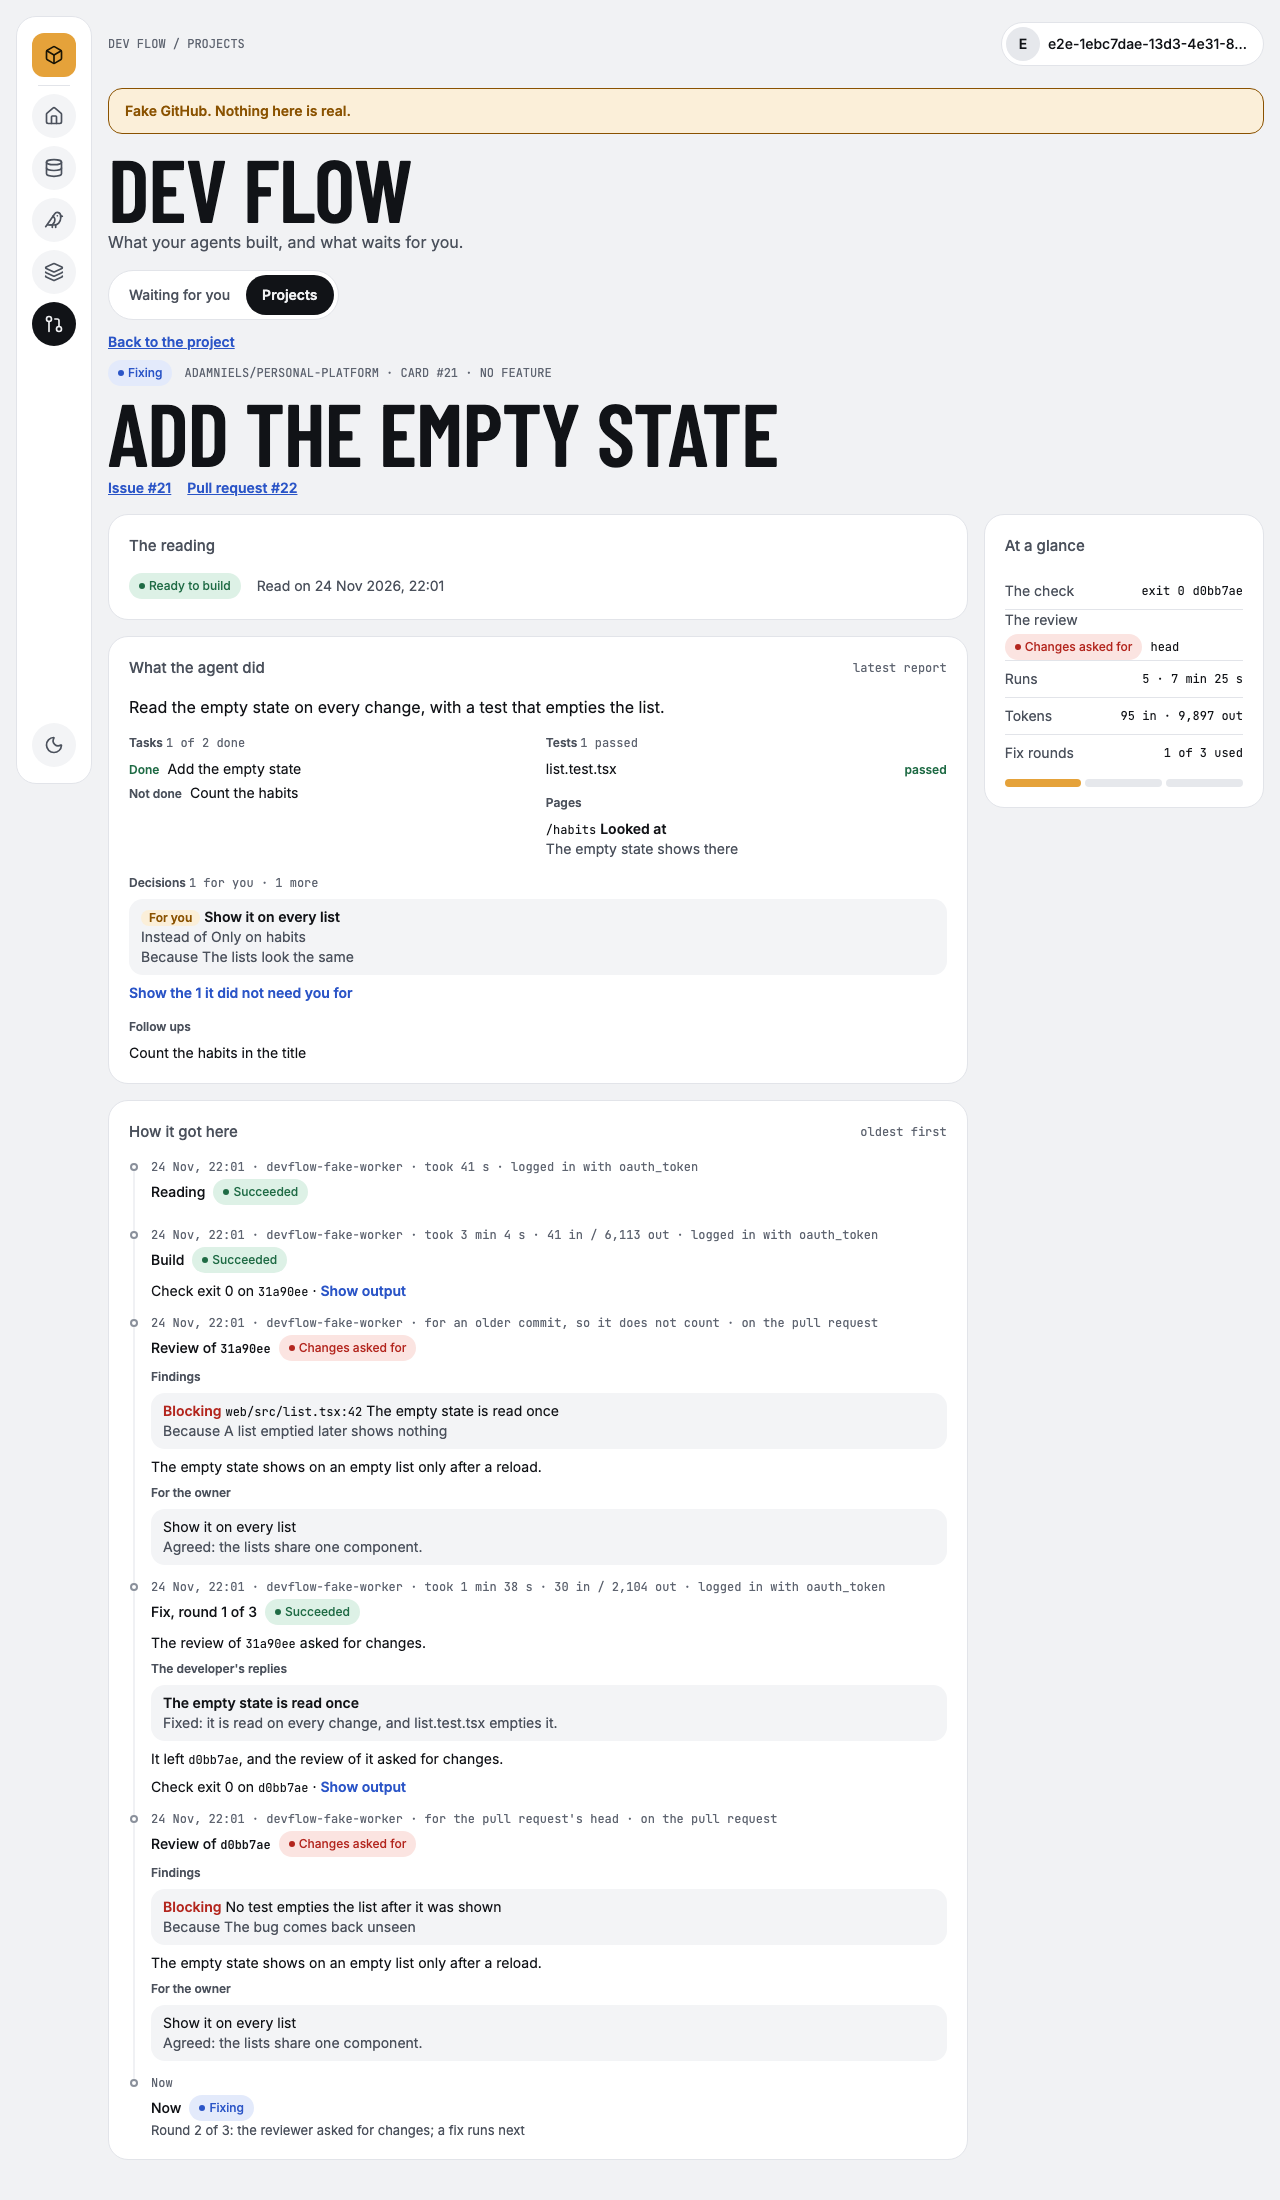 DEV FLOW / PROJECTS
E e2e-1ebc7dae-13d3-4e31-8...
Fake GitHub. Nothing here is real.
DEV FLOW
What your agents built, and what waits for you.
Waiting for you Projects
Back to the project
Fixing ADAMNIELS/PERSONAL-PLATFORM · CARD #21 · NO FEATURE
ADD THE EMPTY STATE
Issue #21 Pull request #22
The reading
Ready to build Read on 24 Nov 2026, 22:01
What the agent did latest report
Read the empty state on every change, with a test that empties the list.
Tasks 1 of 2 done
Done Add the empty state
Not done Count the habits
Tests 1 passed
list.test.tsx passed
Pages
/habits Looked at
The empty state shows there
Decisions 1 for you · 1 more
For you Show it on every list
Instead of Only on habits
Because The lists look the same
Show the 1 it did not need you for
Follow ups
Count the habits in the title
How it got here oldest first
24 Nov, 22:01 · devflow-fake-worker · took 41 s · logged in with oauth_token
Reading Succeeded
24 Nov, 22:01 · devflow-fake-worker · took 3 min 4 s · 41 in / 6,113 out · logged in with oauth_token
Build Succeeded
Check exit 0 on 31a90ee · Show output
24 Nov, 22:01 · devflow-fake-worker · for an older commit, so it does not count · on the pull request
Review of 31a90ee Changes asked for
Findings
Blocking web/src/list.tsx:42 The empty state is read once
Because A list emptied later shows nothing
The empty state shows on an empty list only after a reload.
For the owner
Show it on every list
Agreed: the lists share one component.
24 Nov, 22:01 · devflow-fake-worker · took 1 min 38 s · 30 in / 2,104 out · logged in with oauth_token
Fix, round 1 of 3 Succeeded
The review of 31a90ee asked for changes.
The developer's replies
The empty state is read once
Fixed: it is read on every change, and list.test.tsx empties it.
It left d0bb7ae, and the review of it asked for changes.
Check exit 0 on d0bb7ae · Show output
24 Nov, 22:01 · devflow-fake-worker · for the pull request's head · on the pull request
Review of d0bb7ae Changes asked for
Findings
Blocking No test empties the list after it was shown
Because The bug comes back unseen
The empty state shows on an empty list only after a reload.
For the owner
Show it on every list
Agreed: the lists share one component.
Now
Now Fixing
Round 2 of 3: the reviewer asked for changes; a fix runs next
At a glance
The check exit 0 d0bb7ae
The review
Changes asked for head
Runs 5 · 7 min 25 s
Tokens 95 in · 9,897 out
Fix rounds 1 of 3 used